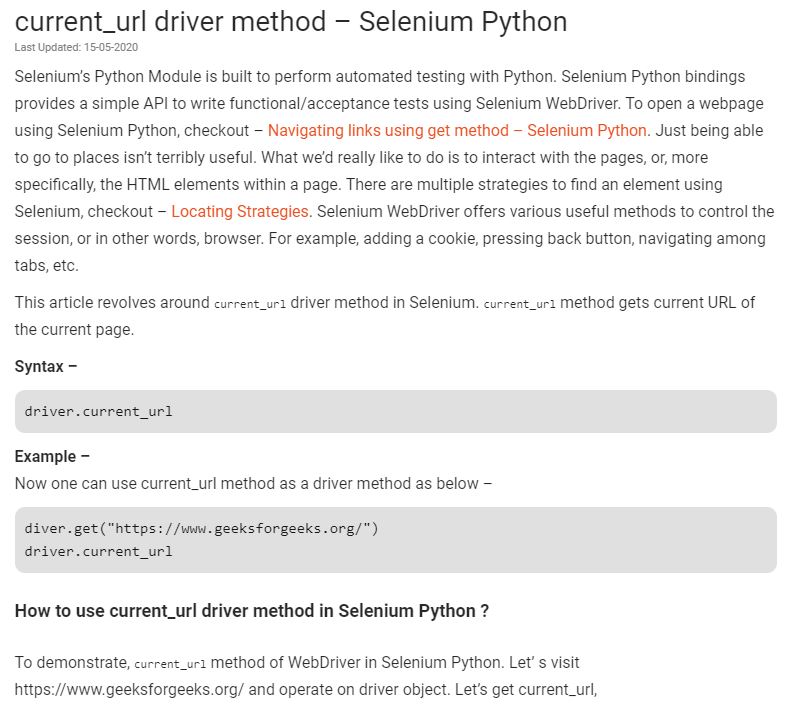 current_url driver method – Selenium Python
Last Updated: 15-05-2020
Selenium’s Python Module is built to perform automated testing with Python. Selenium Python bindings
provides a simple API to write functional/acceptance tests using Selenium WebDriver. To open a webpage
using Selenium Python, checkout – Navigating links using get method – Selenium Python. Just being able
to go to places isn’t terribly useful. What we’d really like to do is to interact with the pages, or, more
specifically, the HTML elements within a page. There are multiple strategies to find an element using
Selenium, checkout – Locating Strategies. Selenium WebDriver offers various useful methods to control the
session, or in other words, browser. For example, adding a cookie, pressing back button, navigating among
tabs, etc.
This article revolves around current_url driver method in Selenium. current_url method gets current URL of
the current page.
Syntax –
driver.current_url
Example –
Now one can use current_url method as a driver method as below –
diver.get("https://www.geeksforgeeks.org/")
driver.current_url
How to use current_url driver method in Selenium Python ?
To demonstrate, current_url method of WebDriver in Selenium Python. Let’ s visit
https://www.geeksforgeeks.org/ and operate on driver object. Let’s get current_url,